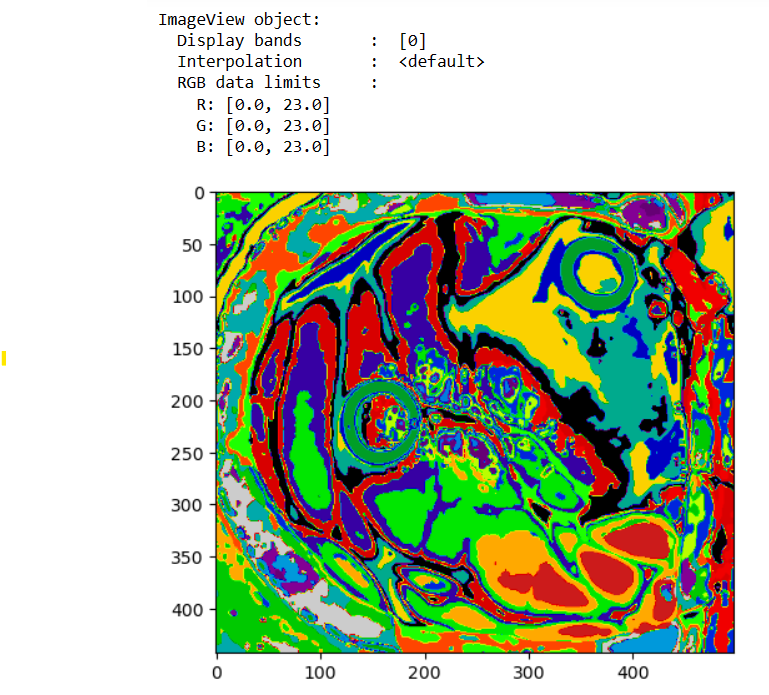 ImageView object:
Display bands : [0]
Interpolation : <default>
RGB data limits :
R: [0.0, 23.0]
G: [0.0, 23.0]
B: [0.0, 23.0]
0
50
100
150
200
250
300
350
400
0 100 200 300 400